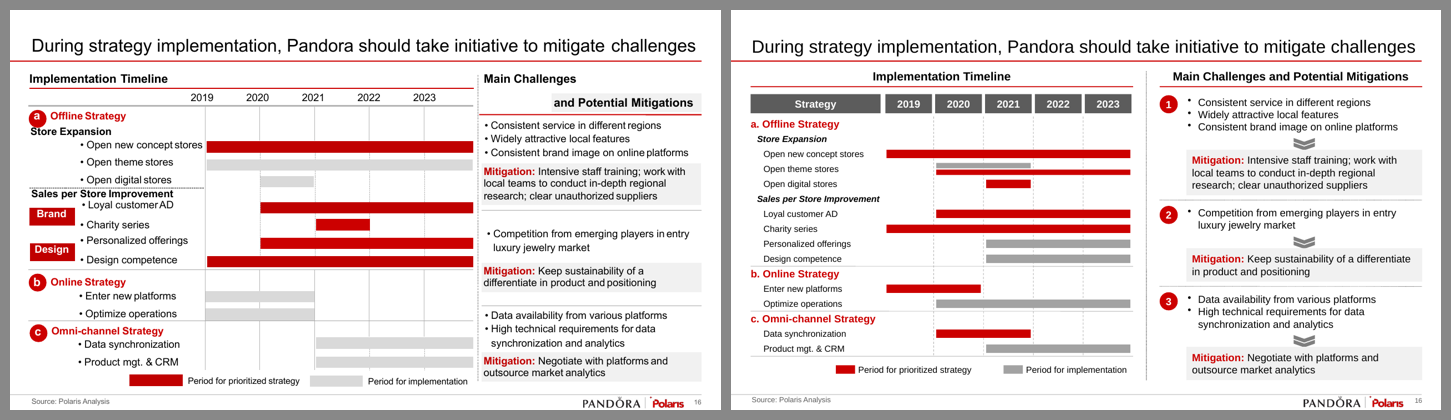 During strategy implementation, Pandora should take initiative to mitigate challenges
Implementation Timeline
2019 2020 2021 2022 2023
a Offline Strategy
Store Expansion
• Open new concept stores
• Open theme stores
• Open digital stores
Sales per Store Improvement
Brand
• Loyal customer AD
• Charity series
Design
• Personalized offerings
• Design competence
b Online Strategy
• Enter new platforms
• Optimize operations
c Omni-channel Strategy
• Data synchronization
• Product mgt. & CRM
Period for prioritized strategy
Period for implementation
Main Challenges
and Potential Mitigations
• Consistent service in different regions
• Widely attractive local features
• Consistent brand image on online platforms
Mitigation: Intensive staff training; work with
local teams to conduct in-depth regional
research; clear unauthorized suppliers
• Competition from emerging players in entry
luxury jewelry market
Mitigation: Keep sustainability of a
differentiate in product and positioning
• Data availability from various platforms
• High technical requirements for data
synchronization and analytics
Mitigation: Negotiate with platforms and
outsource market analytics
Source: Polaris Analysis
PANDÖRA Polaris 16
During strategy implementation, Pandora should take initiative to mitigate challenges
Implementation Timeline
Strategy 2019 2020 2021 2022 2023
a. Offline Strategy
Store Expansion
Open new concept stores
Open theme stores
Open digital stores
Sales per Store Improvement
Loyal customer AD
Charity series
Personalized offerings
Design competence
b. Online Strategy
Enter new platforms
Optimize operations
c. Omni-channel Strategy
Data synchronization
Product mgt. & CRM
Period for prioritized strategy
Period for implementation
Main Challenges and Potential Mitigations
1
• Consistent service in different regions
• Widely attractive local features
• Consistent brand image on online platforms
Mitigation: Intensive staff training; work with
local teams to conduct in-depth regional
research; clear unauthorized suppliers
2
• Competition from emerging players in entry
luxury jewelry market
Mitigation: Keep sustainability of a differentiate
in product and positioning
3
• Data availability from various platforms
• High technical requirements for data
synchronization and analytics
Mitigation: Negotiate with platforms and
outsource market analytics
Source: Polaris Analysis
PANDÖRA Polaris 16